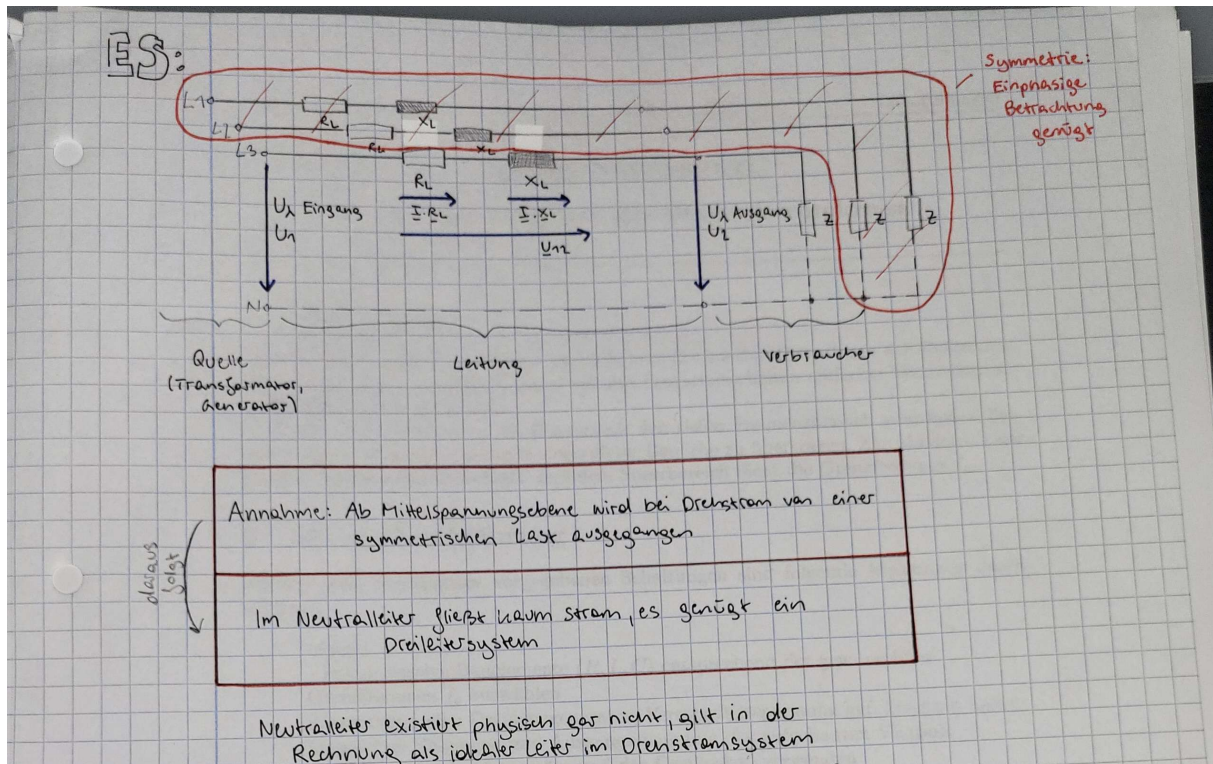 ES:
Symmetrie:
Einphasige
Betrachtung
genügt
L1
RL
XL
L2
RL
XL
L3
RL
XL
I·RL
I·XL
U12
Uλ Eingang
U1
Uλ Ausgang
U2
Z
Z
Z
N
Quelle
(Transformator,
Generator)
Leitung
Verbraucher
daraus
folgt
Annahme: Ab Mittelspannungsebene wird bei Drehstrom von einer
symmetrischen Last ausgegangen
Im Neutralleiter fließt kaum strom, es genügt ein
Dreileitersystem
Neutralleiter existiert physisch gar nicht, gilt in der
Rechnung als idealer Leiter im Drehstromsystem